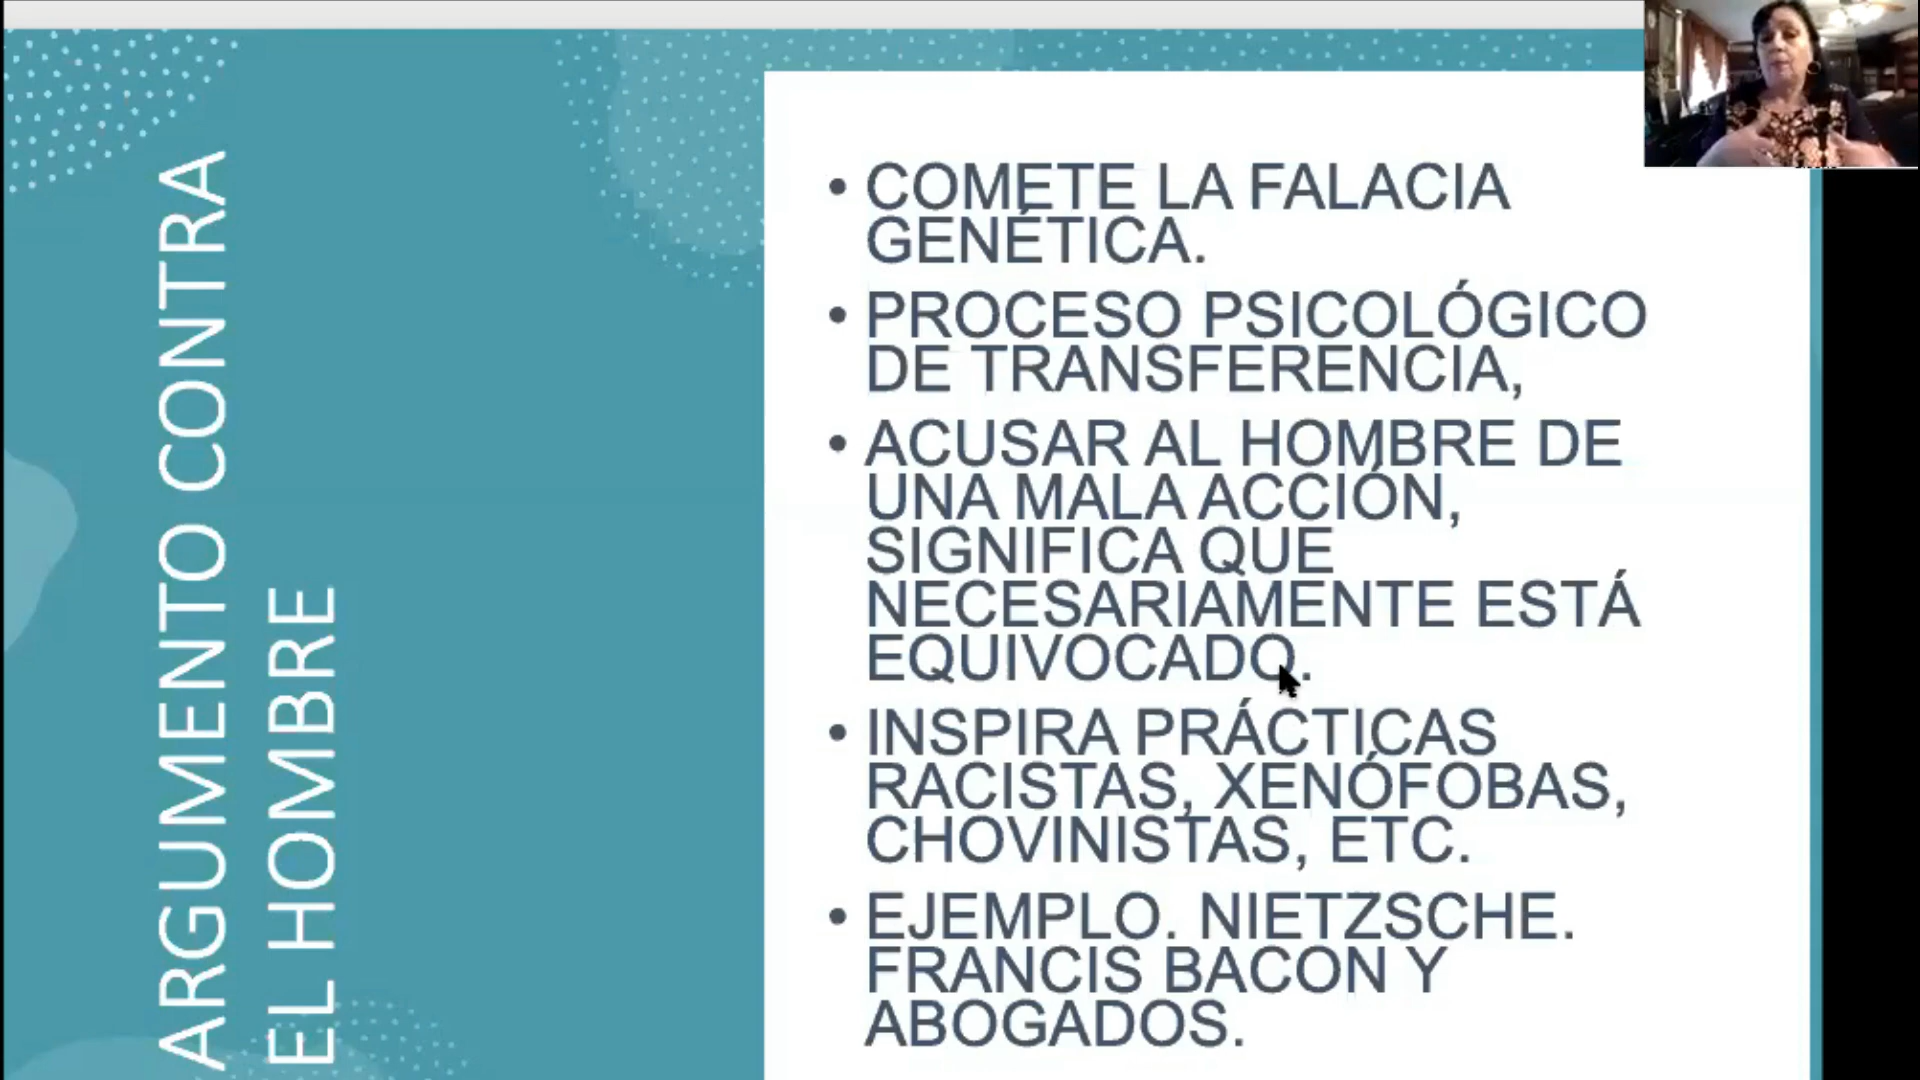 ARGUMENTO CONTRA
EL HOMBRE
• COMETE LA FALACIA
GENÉTICA.
• PROCESO PSICOLÓGICO
DE TRANSFERENCIA,
• ACUSAR AL HOMBRE DE
UNA MALA ACCIÓN,
SIGNIFICA QUE
NECESARIAMENTE ESTÁ
EQUIVOCADO.
• INSPIRA PRÁCTICAS
RACISTAS, XENÓFOBAS,
CHOVINISTAS, ETC.
• EJEMPLO. NIETZSCHE.
FRANCIS BACON Y
ABOGADOS.